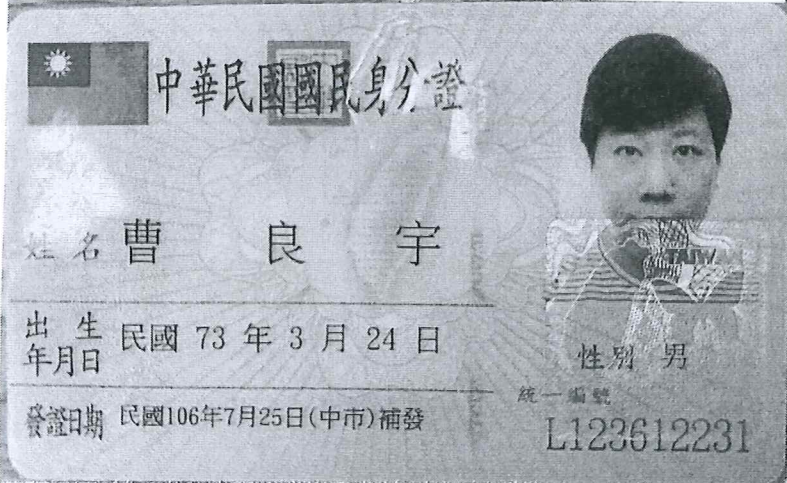 中華民國國民身分證
姓名 曹良宇
出生年月日 民國 73 年 3 月 24 日
性別 男
發證日期 民國106年7月25日(中市)補發
統一編號
L123612231
TAIWAN